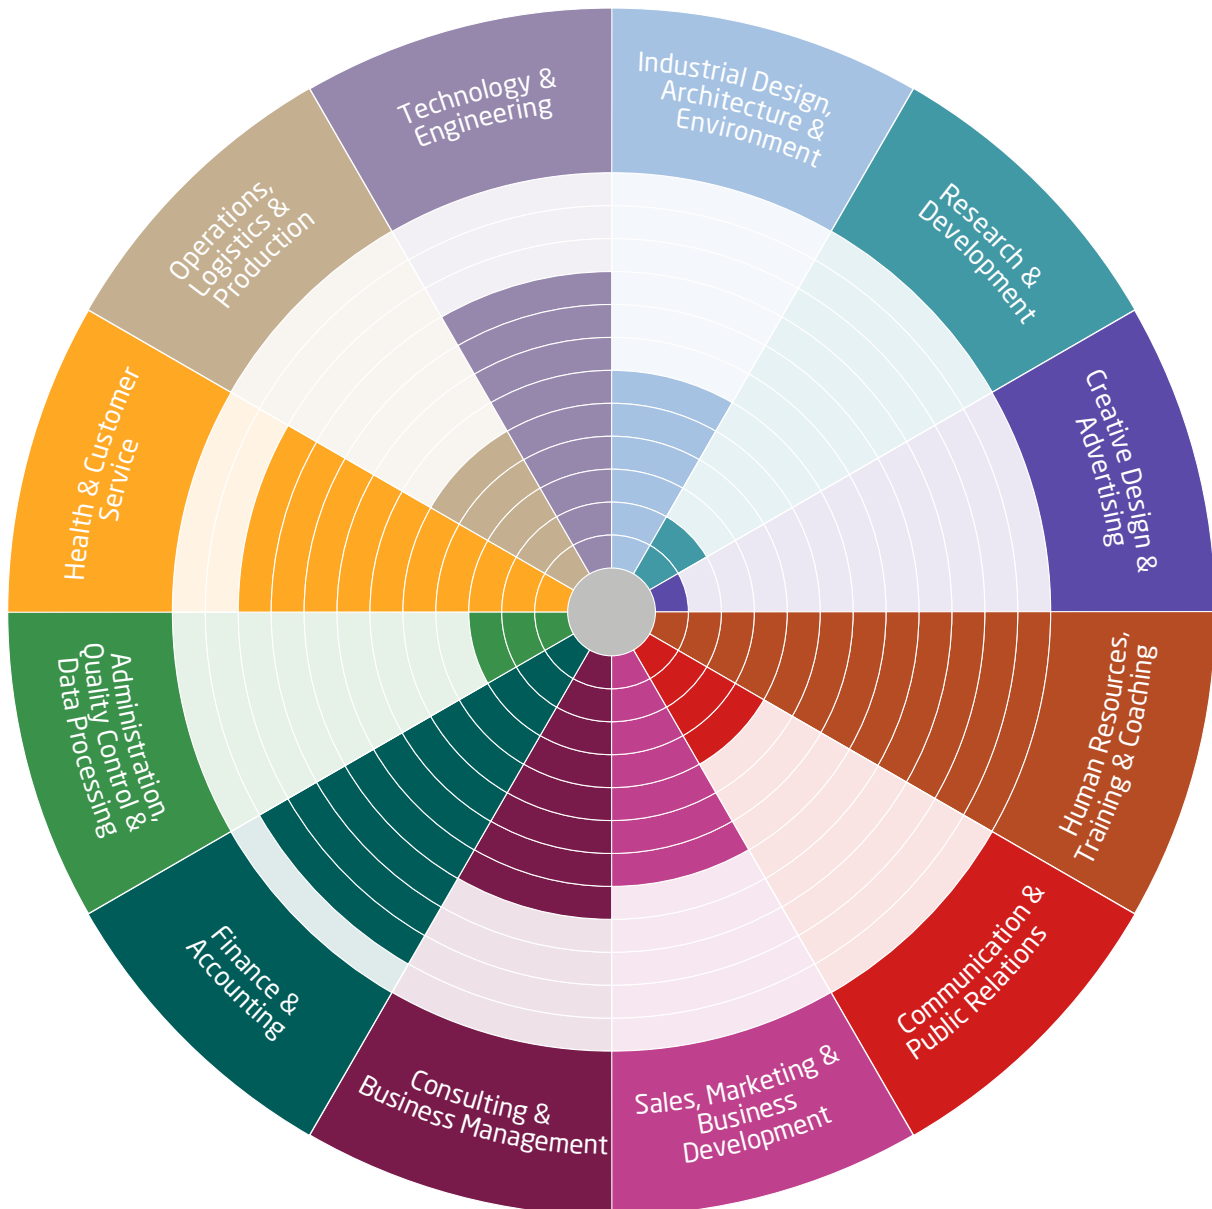 Industrial Design,
Architecture &
Environment
Research &
Development
Creative Design &
Advertising
Human Resources,
Training & Coaching
Communication &
Public Relations
Sales, Marketing &
Business
Development
Consulting &
Business Management
Finance &
Accounting
Administration,
Quality Control &
Data Processing
Health & Customer
Service
Operations,
Logistics &
Production
Technology &
Engineering